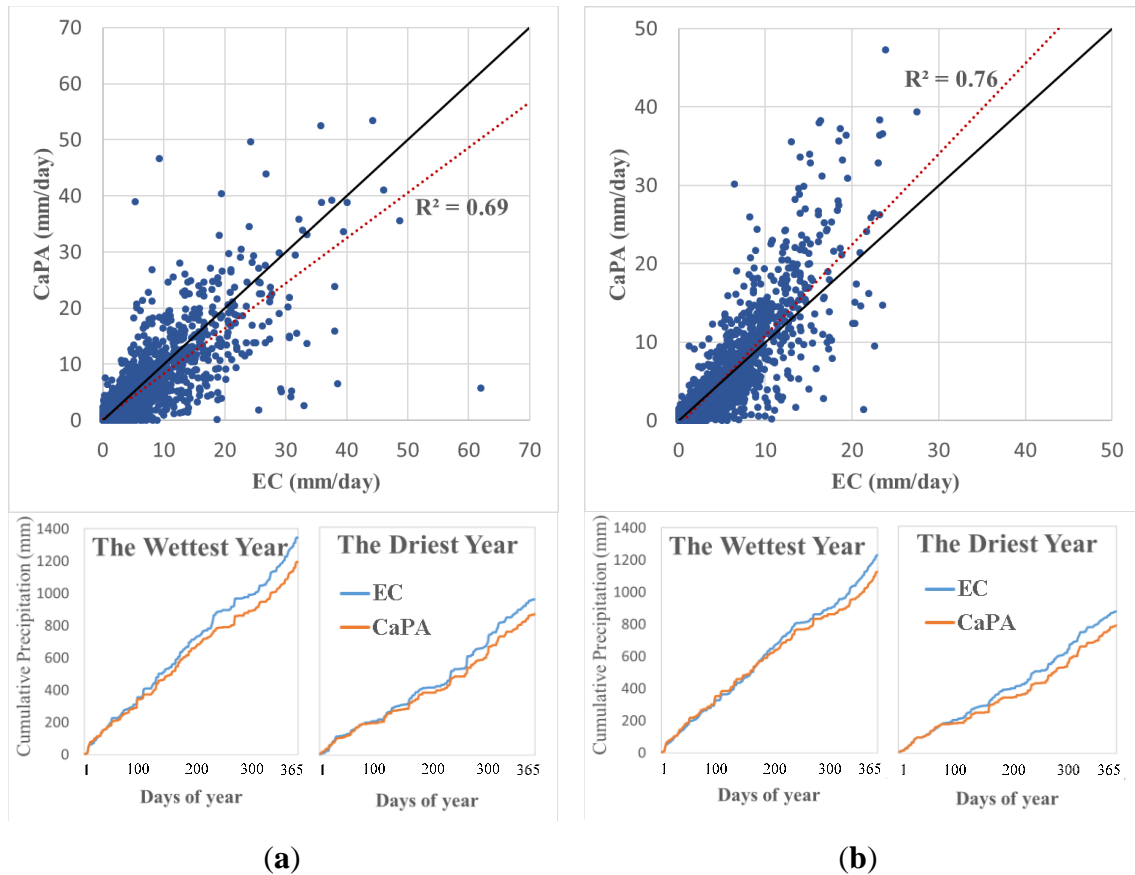 70
60
50
40
30
20
10
0
CaPA (mm/day)
R² = 0.69
0 10 20 30 40 50 60 70
EC (mm/day)
50
40
30
20
10
0
CaPA (mm/day)
R² = 0.76
0 10 20 30 40 50
EC (mm/day)
Cumulative Precipitation (mm)
1400
1200
1000
800
600
400
200
0
The Wettest Year
1 100 200 300 365
Days of year
The Driest Year
EC
CaPA
1 100 200 300 365
Days of year
Cumulative Precipitation (mm)
1400
1200
1000
800
600
400
200
0
The Wettest Year
1 100 200 300 365
Days of year
The Driest Year
EC
CaPA
1 100 200 300 365
Days of year
(a)
(b)